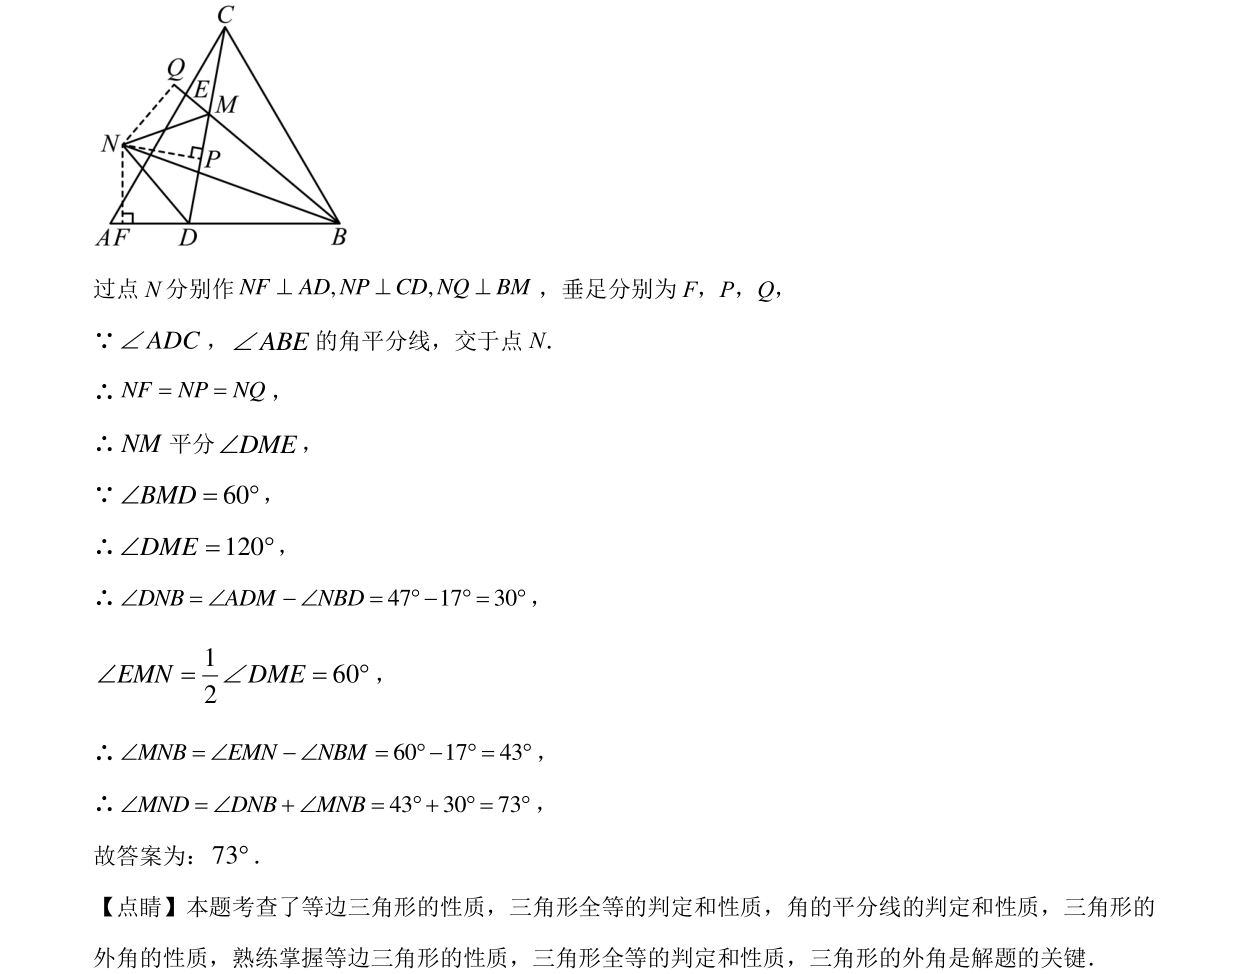 C
Q
E
M
N
P
A F D B
过点 N 分别作 NF ⊥ AD, NP ⊥ CD, NQ ⊥ BM ，垂足分别为 F，P，Q，
∵ ∠ADC ，∠ABE 的角平分线，交于点 N．
∴ NF = NP = NQ ，
∴ NM 平分 ∠DME ，
∵ ∠BMD = 60° ，
∴ ∠DME = 120° ，
∴ ∠DNB = ∠ADM − ∠NBD = 47° − 17° = 30° ，
∠EMN = 1/2 ∠DME = 60° ，
∴ ∠MNB = ∠EMN − ∠NBM = 60° − 17° = 43° ，
∴ ∠MND = ∠DNB + ∠MNB = 43° + 30° = 73° ，
故答案为：73° ．
【点睛】本题考查了等边三角形的性质，三角形全等的判定和性质，角的平分线的判定和性质，三角形的
外角的性质，熟练掌握等边三角形的性质，三角形全等的判定和性质，三角形的外角是解题的关键．